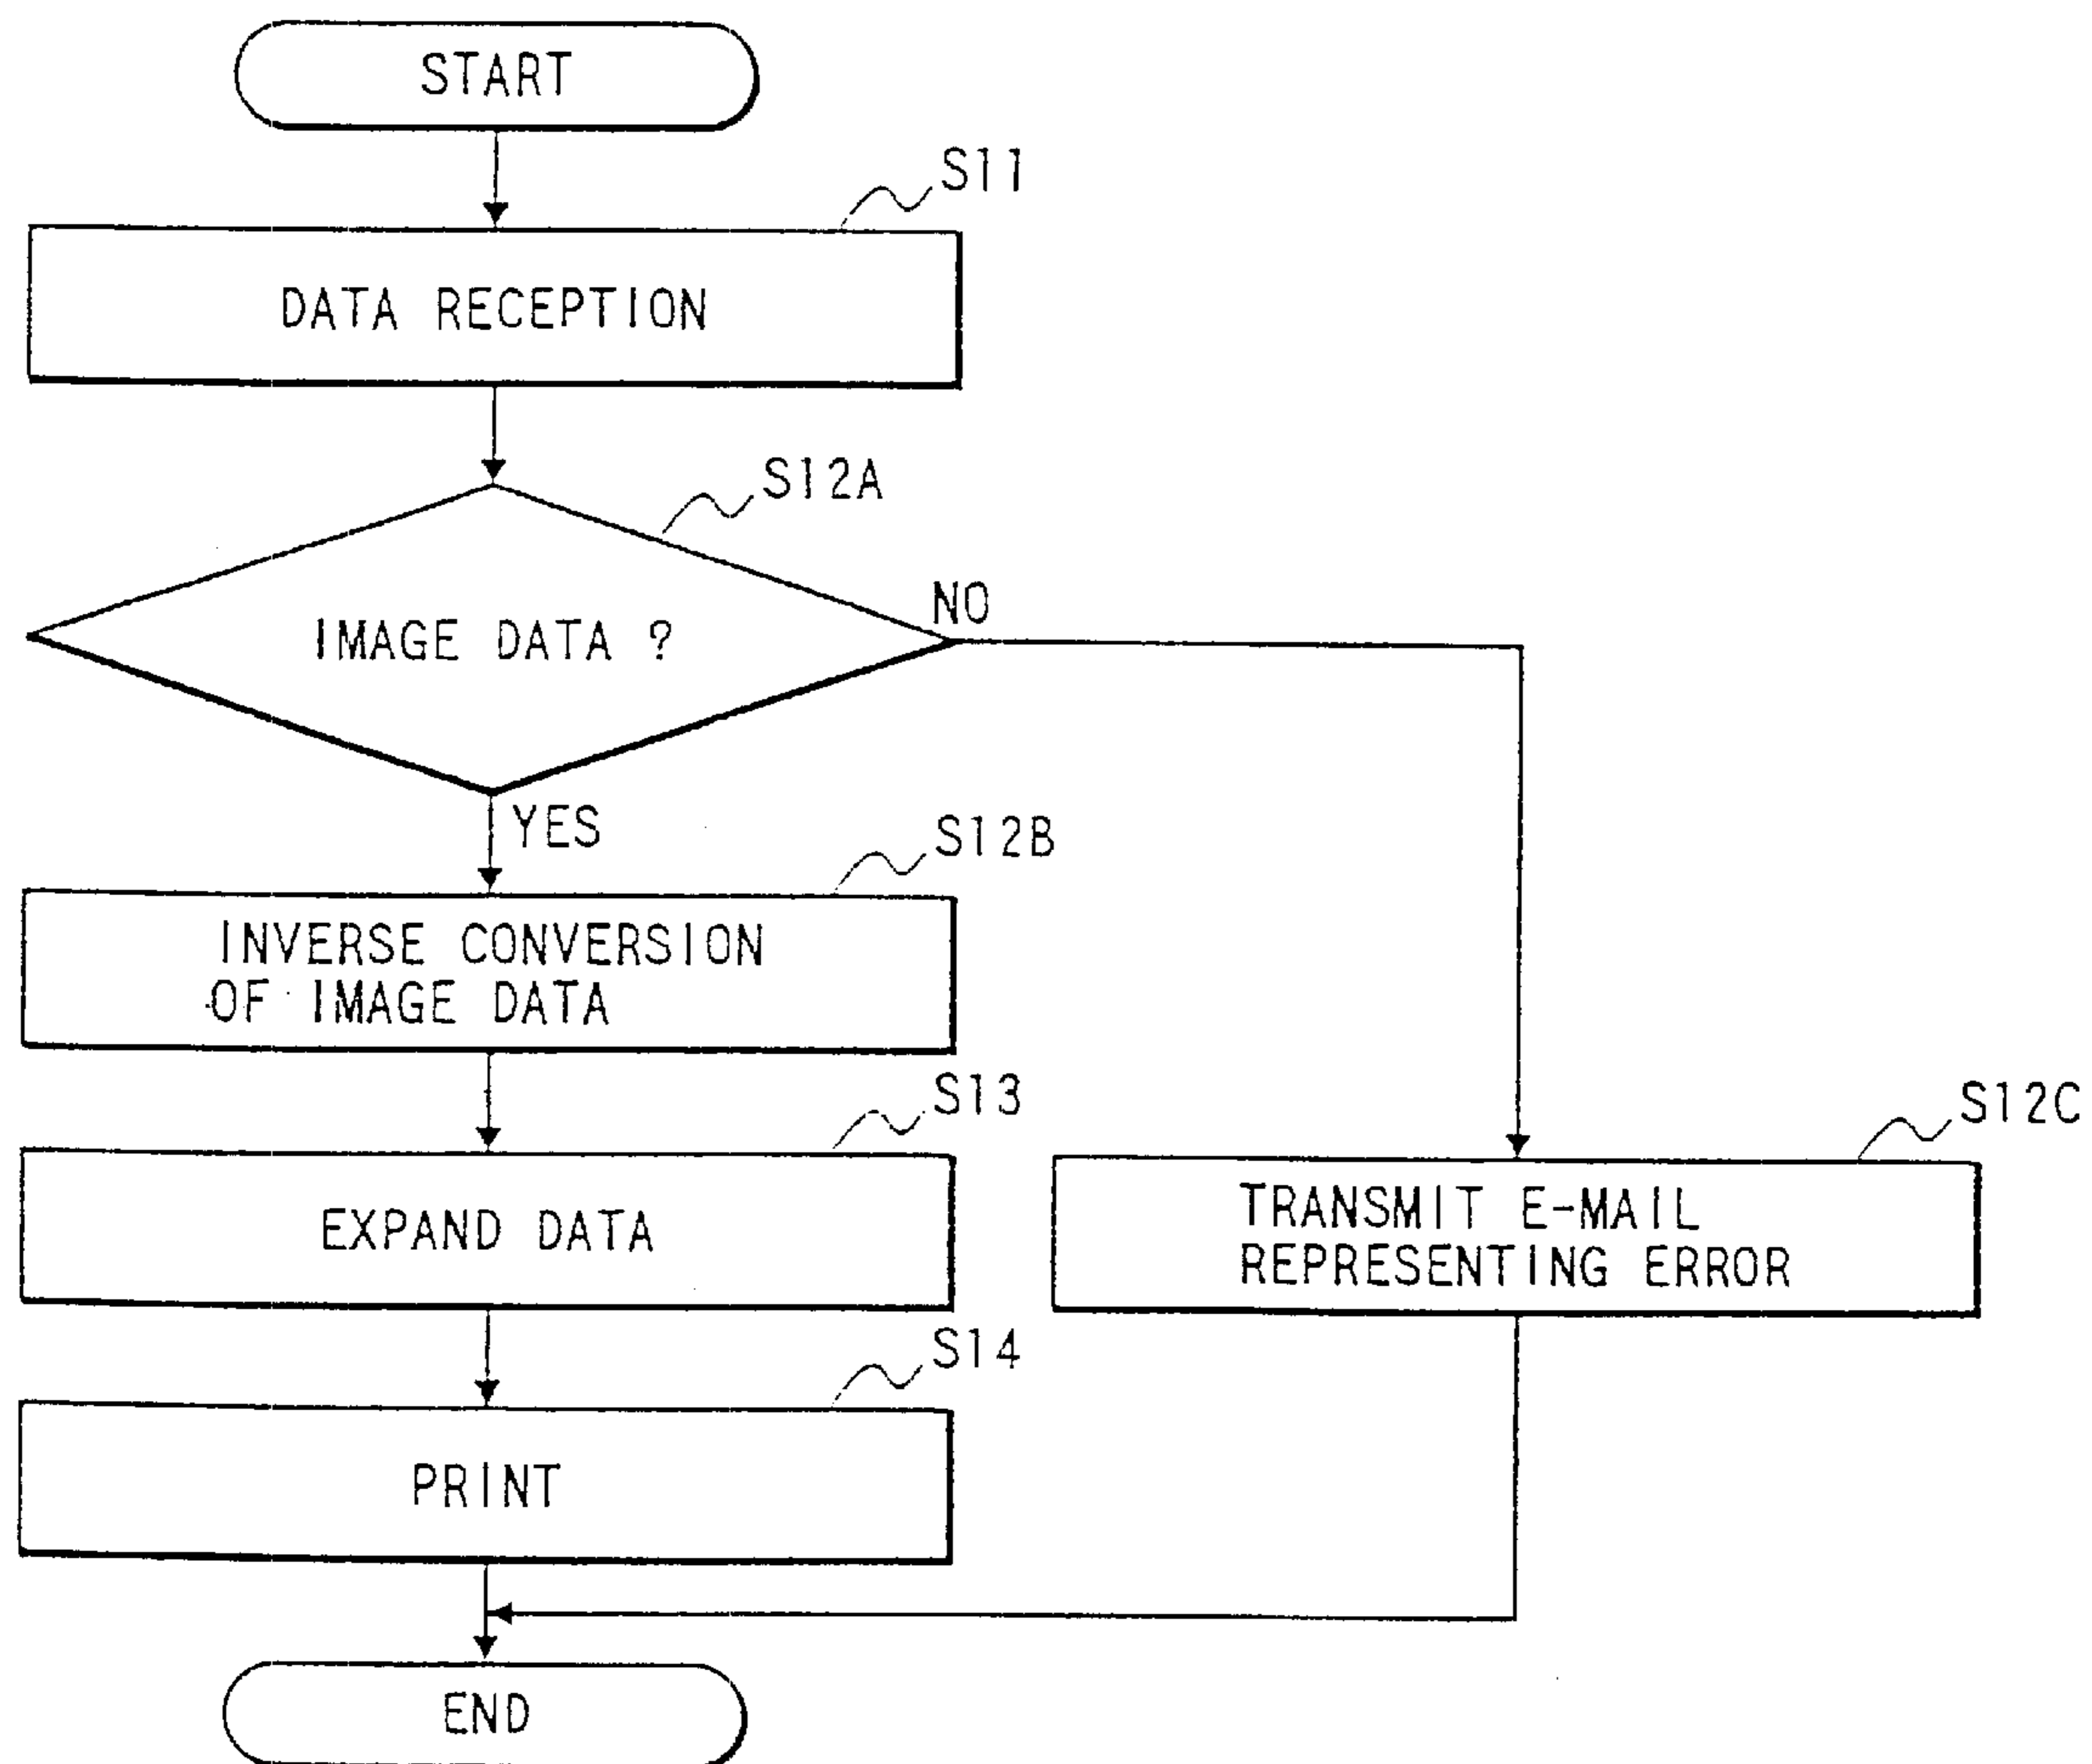 START
S11
DATA RECEPTION
S12A
IMAGE DATA ?
NO
YES
S12B
INVERSE CONVERSION
OF IMAGE DATA
S13
EXPAND DATA
S12C
TRANSMIT E-MAIL
REPRESENTING ERROR
S14
PRINT
END